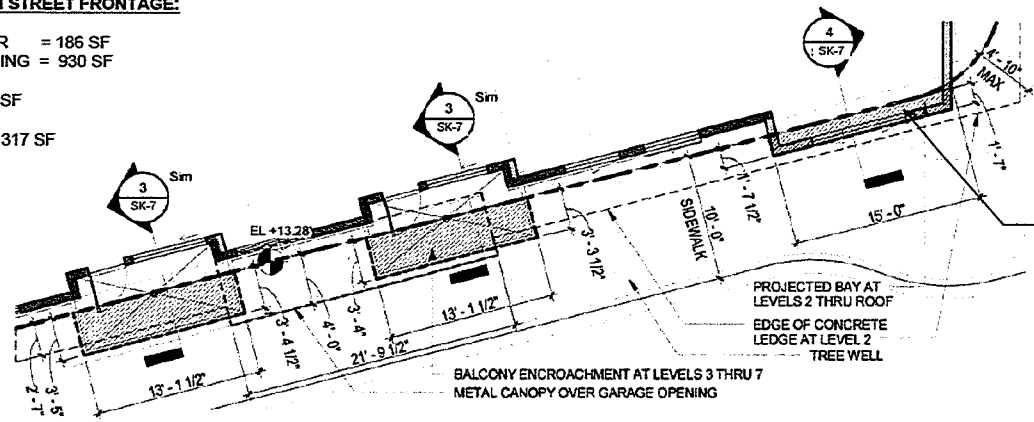 STREET FRONTAGE:
R = 186 SF
ING = 930 SF
SF
317 SF
4
SK-7
4'-10"
MAX
3
SK-7
Sim
3
SK-7
Sim
EL +13.28
1'-7"
1'-7 1/2"
15'-0"
10'-0"
SIDEWALK
3'-3 1/2"
13'-1 1/2"
3'-4"
4'-0"
3'-4 1/2"
21'-9 1/2"
13'-1 1/2"
3'-5"
2'-7"
PROJECTED BAY AT
LEVELS 2 THRU ROOF
EDGE OF CONCRETE
LEDGE AT LEVEL 2
TREE WELL
BALCONY ENCROACHMENT AT LEVELS 3 THRU 7
METAL CANOPY OVER GARAGE OPENING